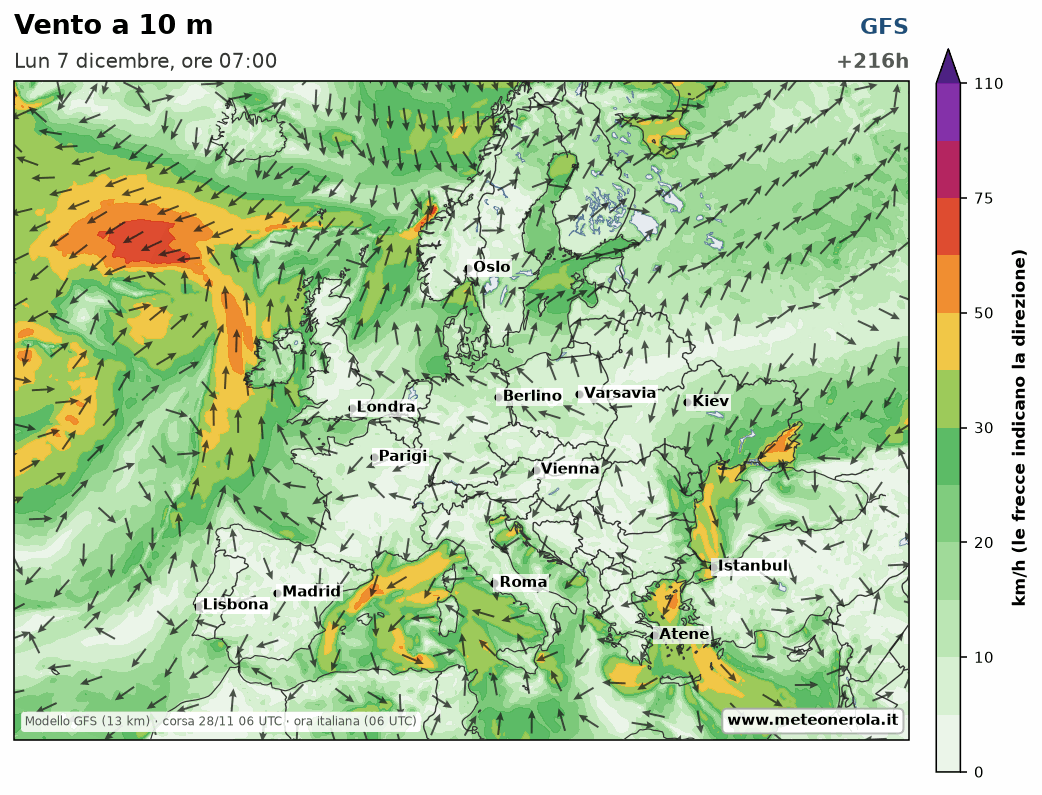 Vento a 10 m
GFS
Lun 7 dicembre, ore 07:00
+216h
110
75
50
30
20
10
0
km/h (le frecce indicano la direzione)
Oslo
Berlino
Varsavia
Kiev
Londra
Parigi
Vienna
Istanbul
Roma
Madrid
Lisbona
Atene
Modello GFS (13 km) · corsa 28/11 06 UTC · ora italiana (06 UTC)
www.meteonerola.it